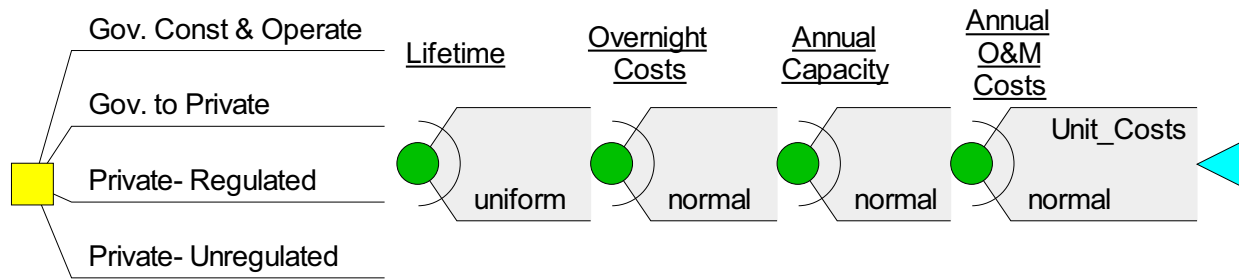 Gov. Const & Operate
Gov. to Private
Private- Regulated
Private- Unregulated
Lifetime
uniform
Overnight
Costs
normal
Annual
Capacity
normal
Annual
O&M
Costs
Unit_Costs
normal